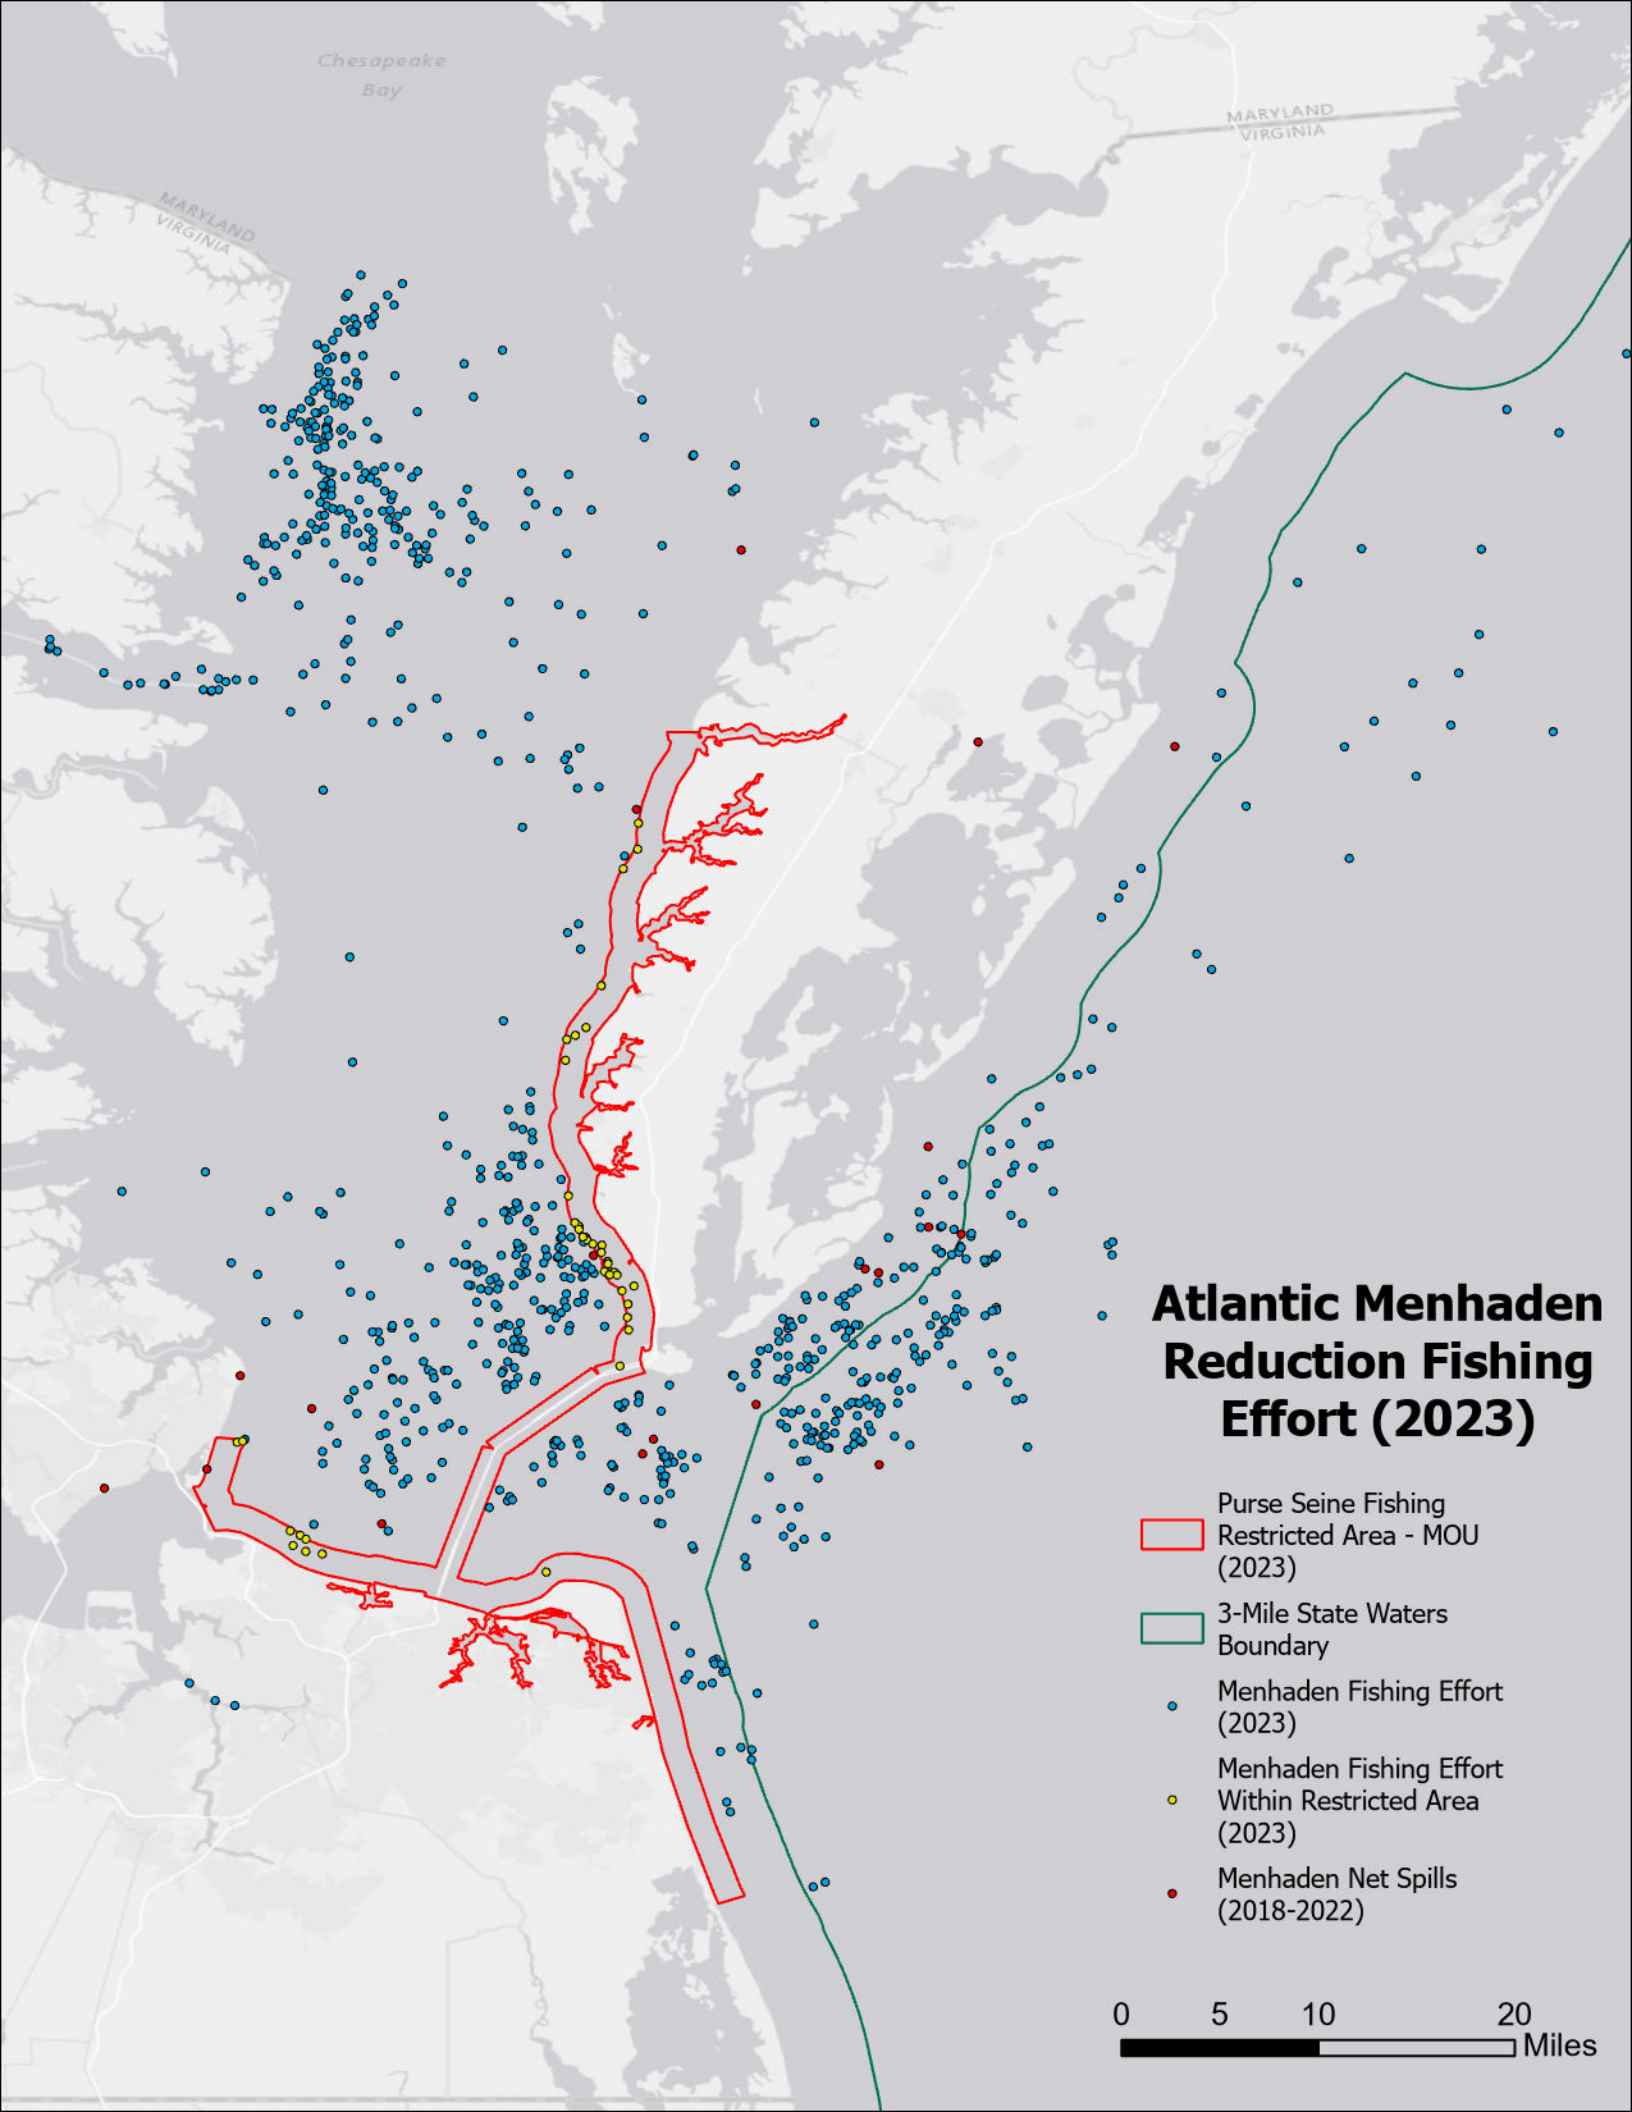 Chesapeake
Bay
MARYLAND
VIRGINIA
MARYLAND
VIRGINIA
Atlantic Menhaden
Reduction Fishing
Effort (2023)
Purse Seine Fishing
Restricted Area - MOU
(2023)
3-Mile State Waters
Boundary
Menhaden Fishing Effort
(2023)
Menhaden Fishing Effort
Within Restricted Area
(2023)
Menhaden Net Spills
(2018-2022)
0 5 10 20
Miles